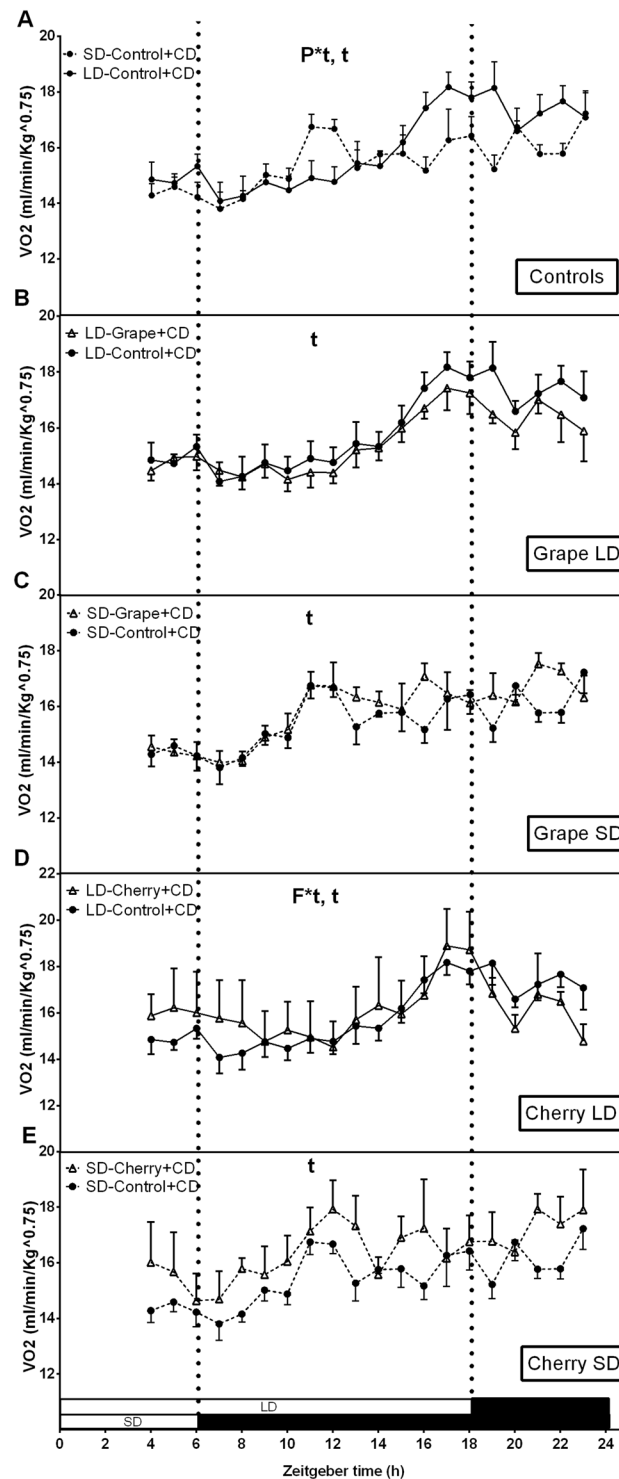 A
20
SD-Control+CD
LD-Control+CD
P*t, t
18
16
14
12
VO2 (ml/min/Kg^0.75)
Controls
B
20
LD-Grape+CD
LD-Control+CD
t
18
16
14
12
VO2 (ml/min/Kg^0.75)
Grape LD
C
20
SD-Grape+CD
SD-Control+CD
t
18
16
14
12
VO2 (ml/min/Kg^0.75)
Grape SD
D
22
LD-Cherry+CD
LD-Control+CD
F*t, t
20
18
16
14
12
VO2 (ml/min/Kg^0.75)
Cherry LD
E
20
SD-Cherry+CD
SD-Control+CD
t
18
16
14
12
VO2 (ml/min/Kg^0.75)
Cherry SD
LD
SD
0 2 4 6 8 10 12 14 16 18 20 22 24
Zeitgeber time (h)